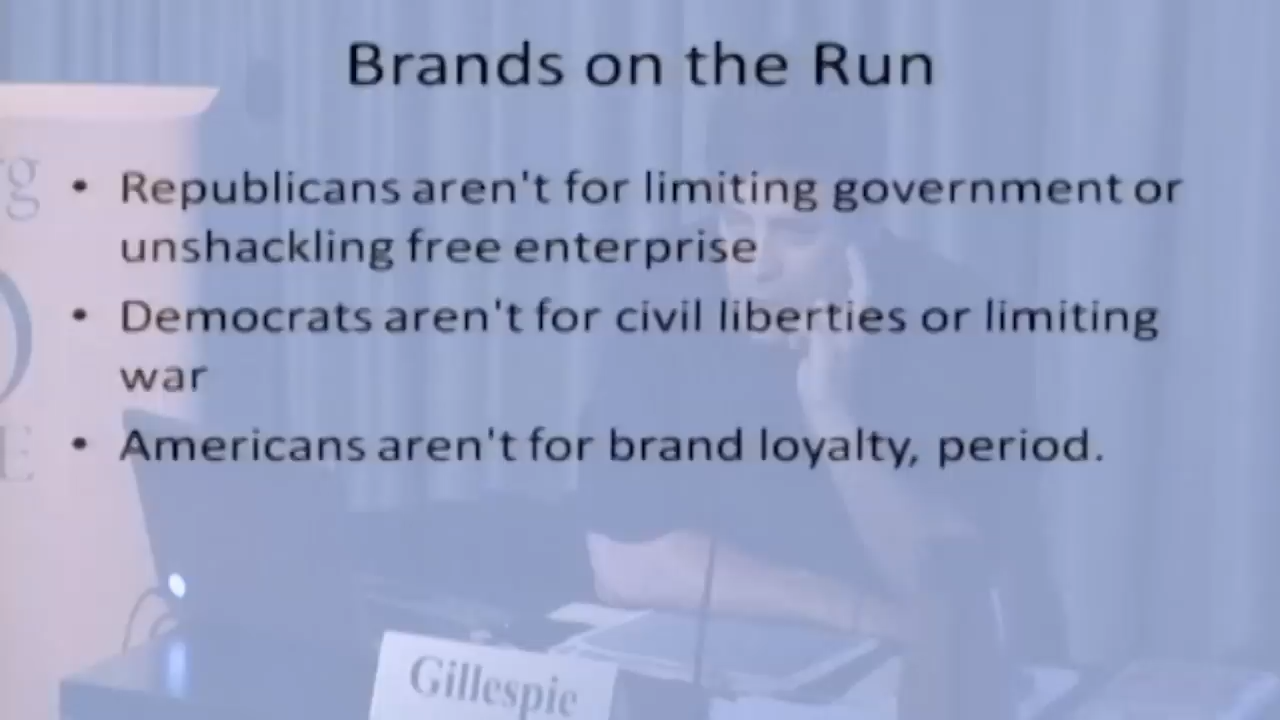 Brands on the Run
• Republicans aren't for limiting government or
unshackling free enterprise
• Democrats aren't for civil liberties or limiting
war
• Americans aren't for brand loyalty, period.
Gillespie